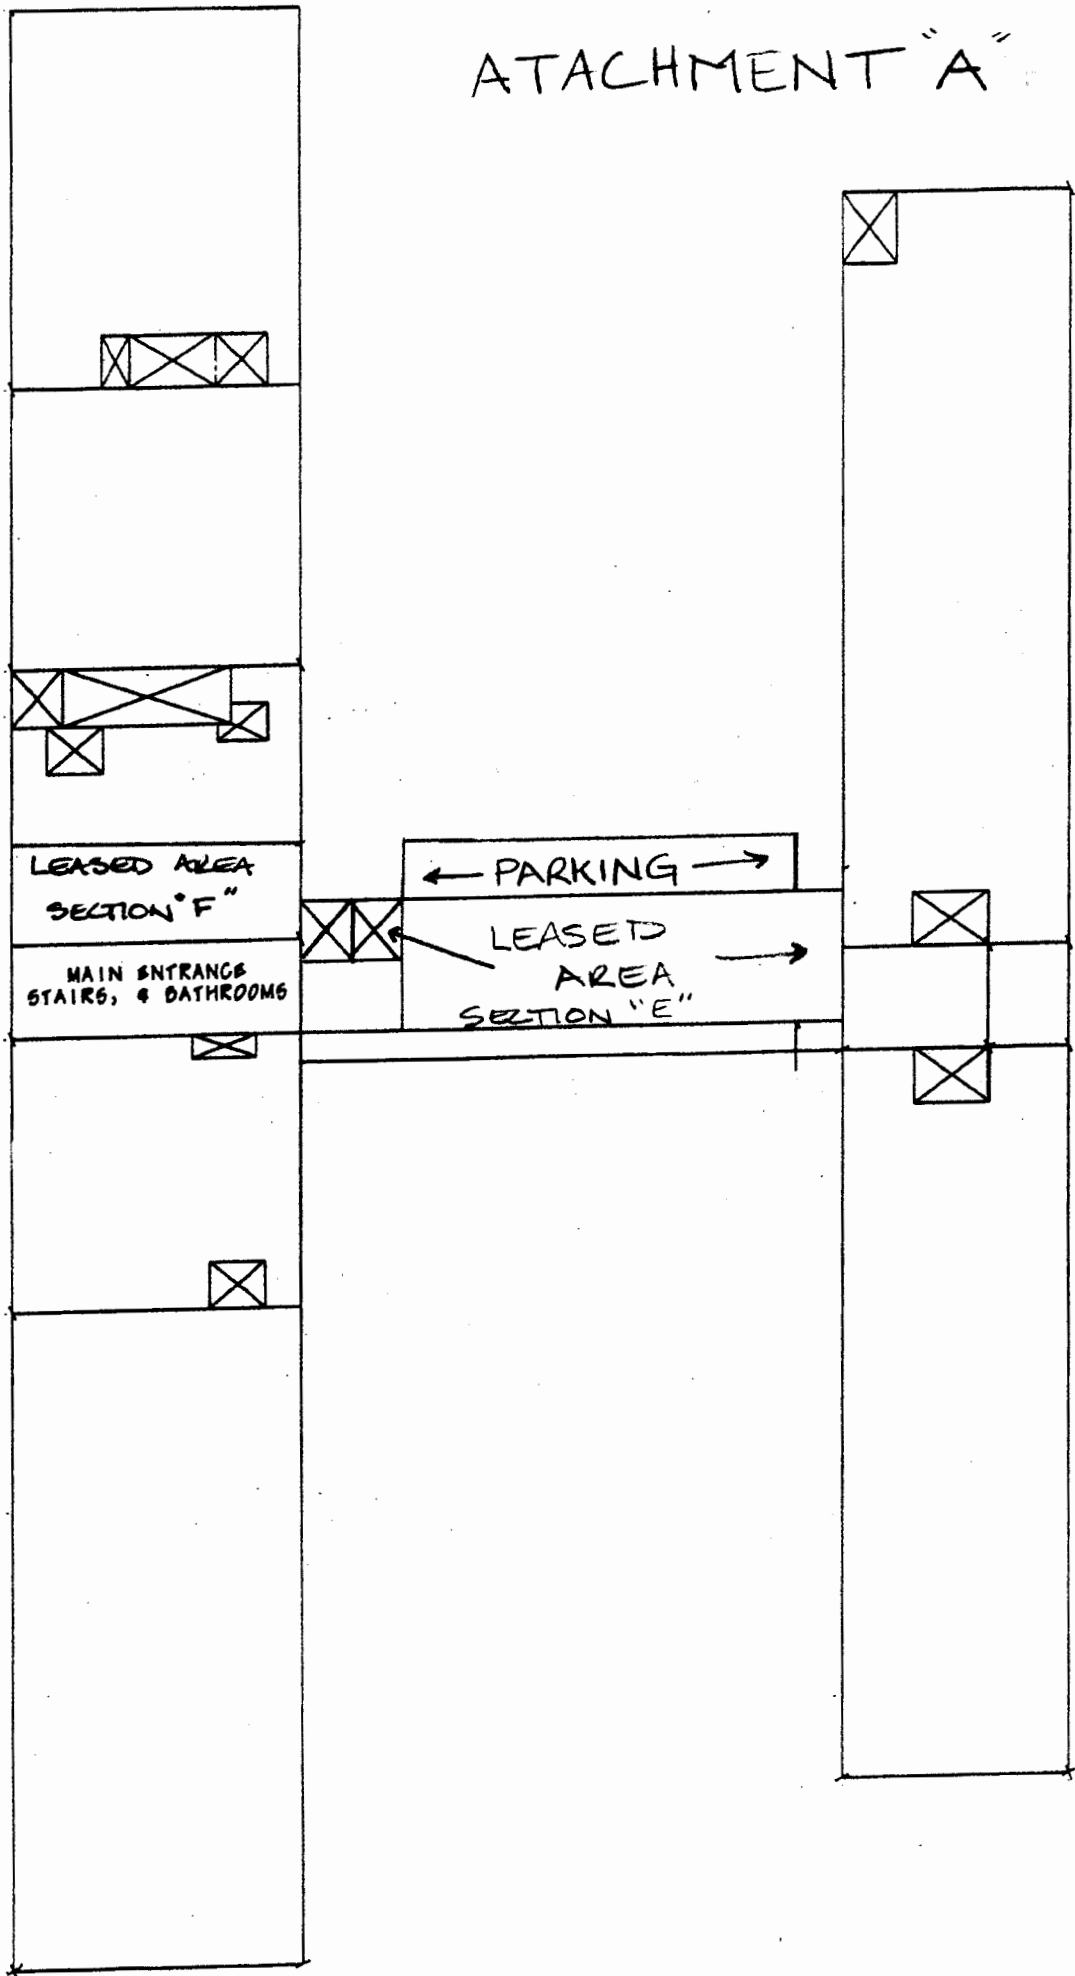 ATACHMENT "A"
LEASED AREA
SECTION "F"
MAIN ENTRANCE
STAIRS, & BATHROOMS
PARKING
LEASED
AREA
SECTION "E"